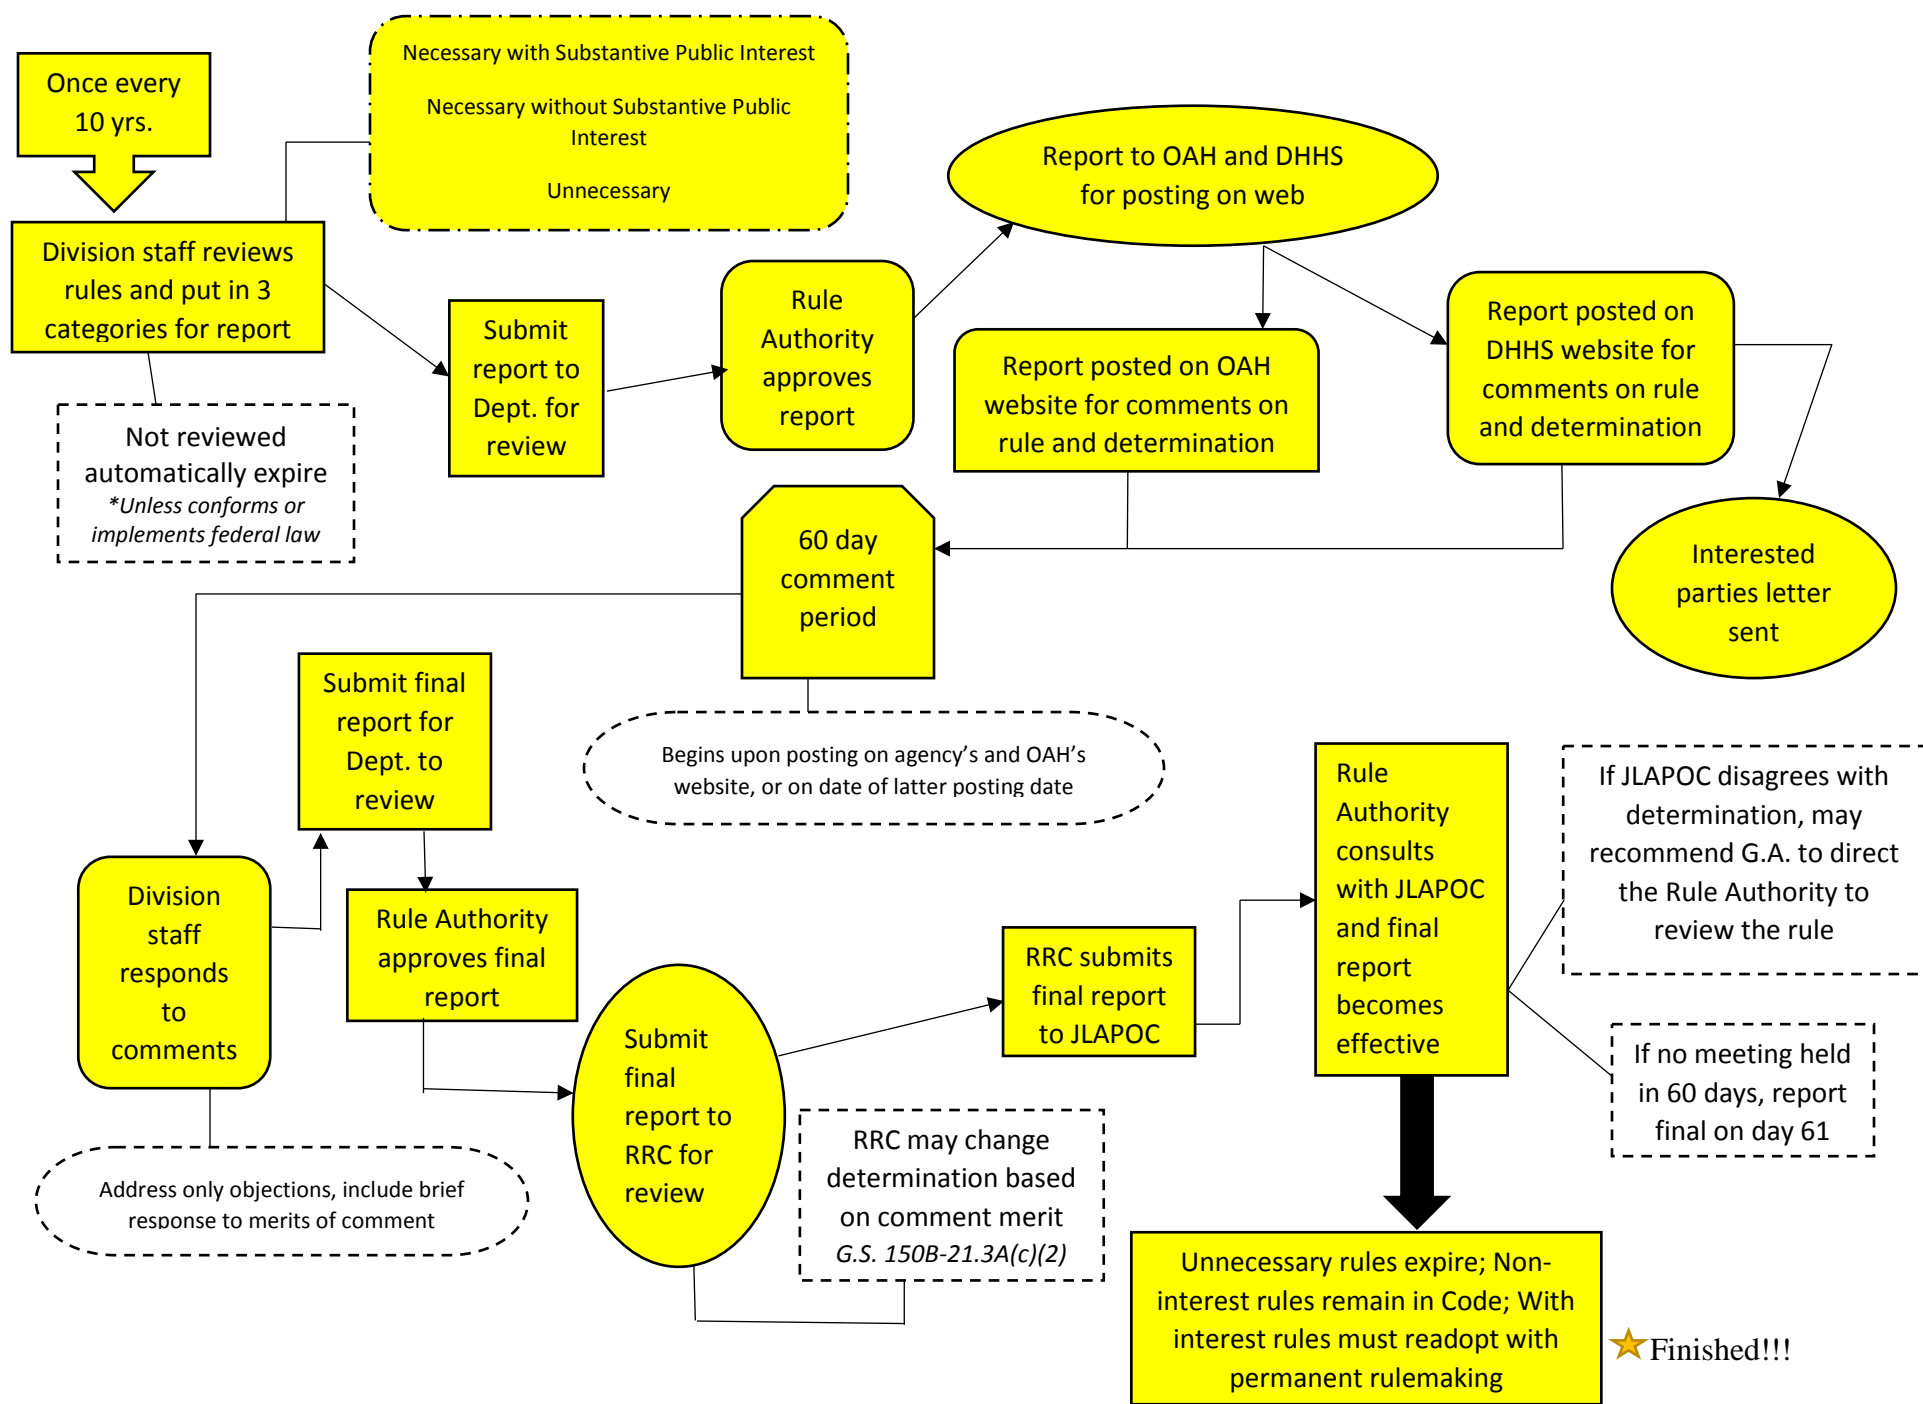 Once every
10 yrs.
Necessary with Substantive Public Interest
Necessary without Substantive Public
Interest
Unnecessary
Division staff reviews
rules and put in 3
categories for report
Not reviewed
automatically expire
*Unless conforms or
implements federal law
Submit
report to
Dept. for
review
Rule
Authority
approves
report
Report to OAH and DHHS
for posting on web
Report posted on OAH
website for comments on
rule and determination
Report posted on
DHHS website for
comments on rule
and determination
Interested
parties letter
sent
60 day
comment
period
Begins upon posting on agency’s and OAH’s
website, or on date of latter posting date
Division
staff
responds
to
comments
Address only objections, include brief
response to merits of comment
Submit final
report for
Dept. to
review
Rule Authority
approves final
report
Submit
final
report to
RRC for
review
RRC may change
determination based
on comment merit
G.S. 150B-21.3A(c)(2)
RRC submits
final report
to JLAPOC
Rule
Authority
consults
with JLAPOC
and final
report
becomes
effective
If JLAPOC disagrees with
determination, may
recommend G.A. to direct
the Rule Authority to
review the rule
If no meeting held
in 60 days, report
final on day 61
Unnecessary rules expire; Non-
interest rules remain in Code; With
interest rules must readopt with
permanent rulemaking
Finished!!!